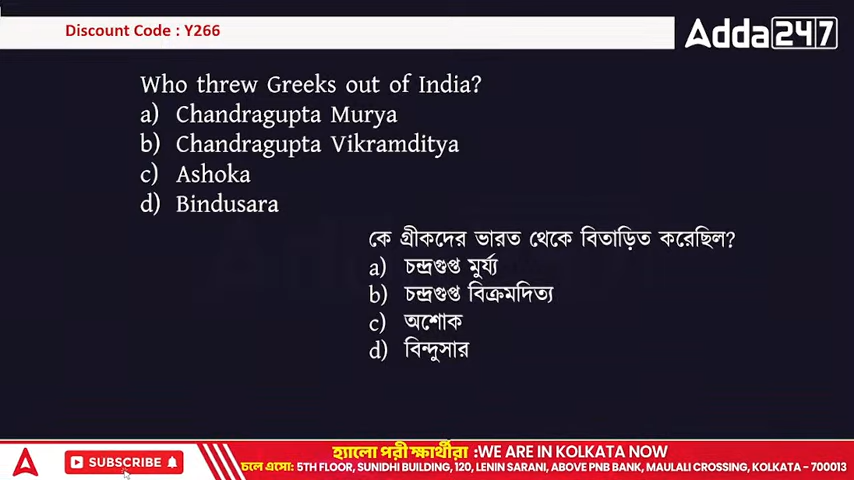 Discount Code : Y266
Adda247
Who threw Greeks out of India?
a) Chandragupta Murya
b) Chandragupta Vikramditya
c) Ashoka
d) Bindusara
কে গ্রীকদের ভারত থেকে বিতাড়িত করেছিল?
a) চন্দ্রগুপ্ত মুর্য্য
b) চন্দ্রগুপ্ত বিক্রমদিত্য
c) অশোক
d) বিন্দুসার
হ্যালো পরীক্ষার্থীরা :WE ARE IN KOLKATA NOW
SUBSCRIBE
চলে এসো: 5TH FLOOR, SUNIDHI BUILDING, 120, LENIN SARANI, ABOVE PNB BANK, MAULALI CROSSING, KOLKATA - 700013